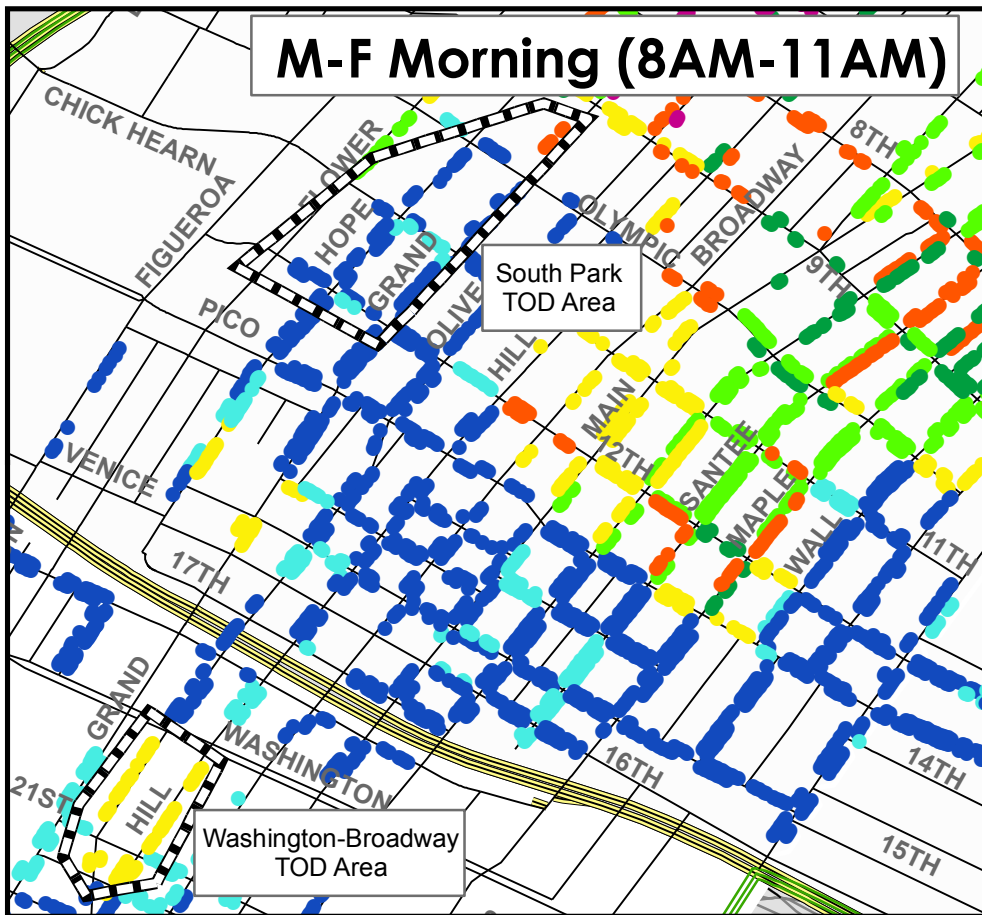 M-F Morning (8AM-11AM)
CHICK HEARN
FLOWER
8TH
FIGUEROA
HOPE
OLYMPIC
BROADWAY
GRAND
9TH
South Park
TOD Area
PICO
OLIVE
HILL
MAIN
12TH
SANTEE
MAPLE
VENICE
WALL
11TH
17TH
GRAND
WASHINGTON
16TH
14TH
21ST
HILL
Washington-Broadway
TOD Area
15TH